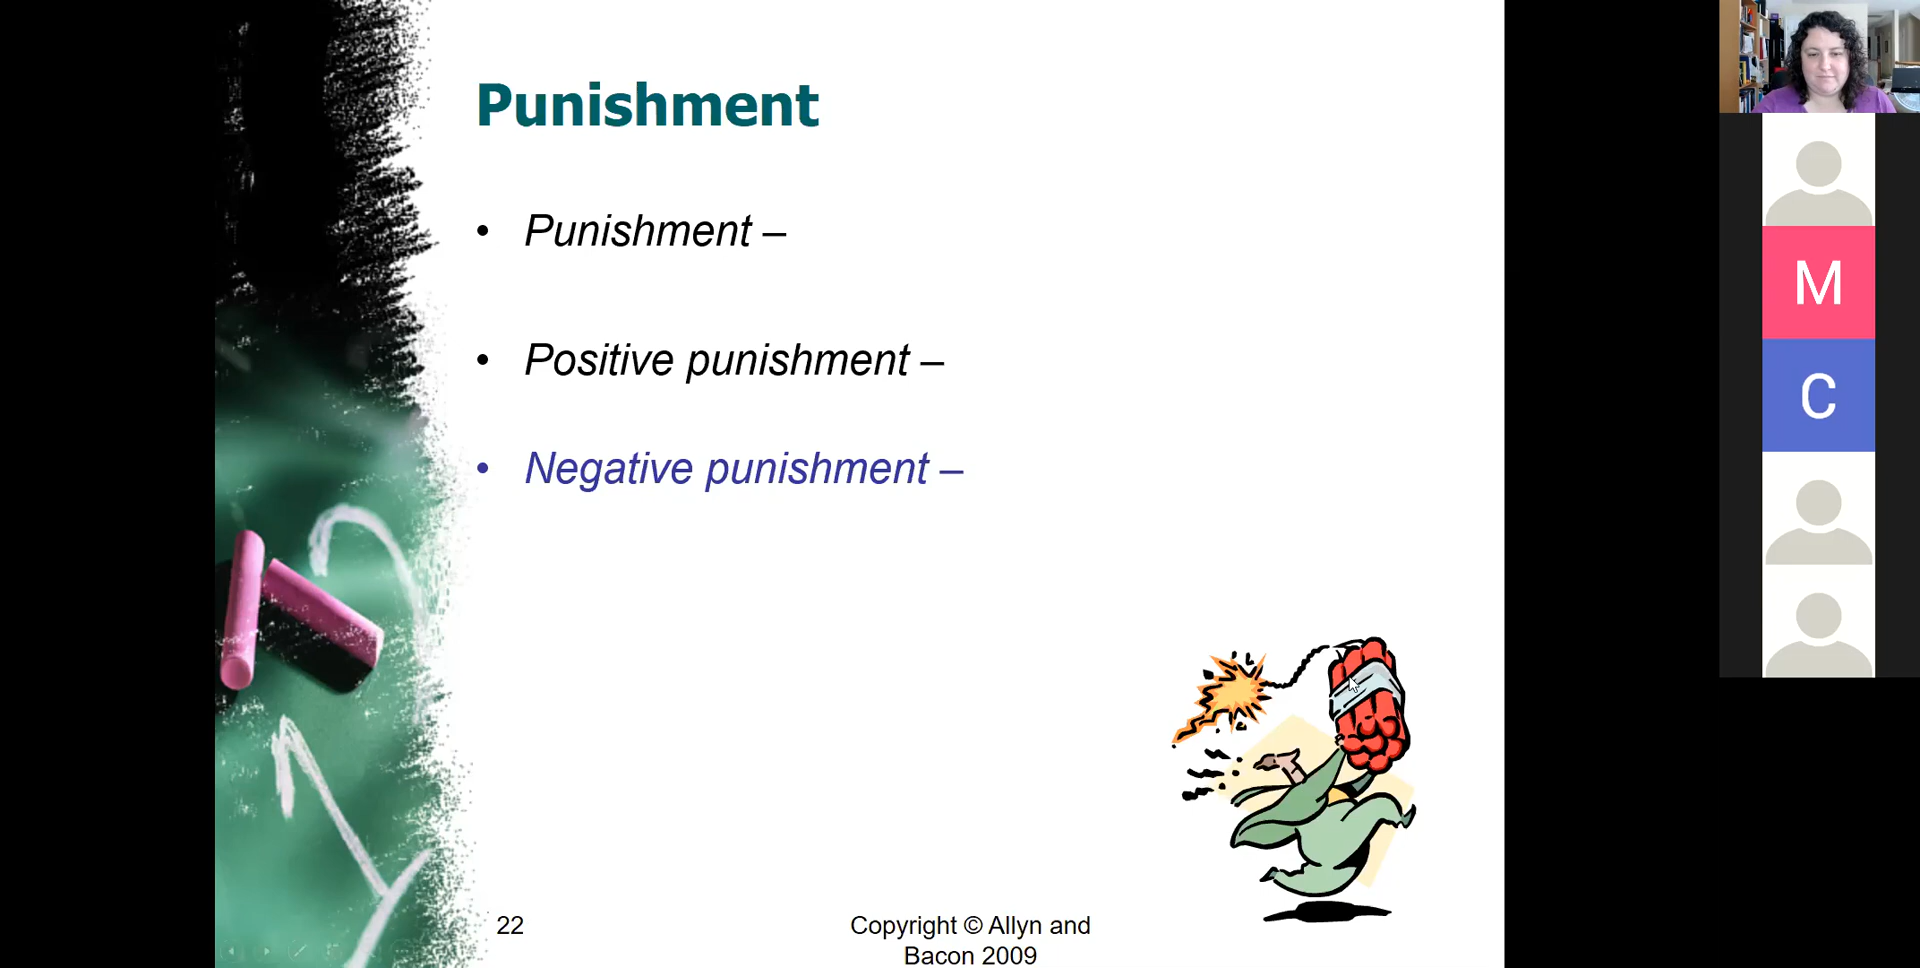 Punishment
• Punishment –
• Positive punishment –
• Negative punishment –
22
Copyright © Allyn and
Bacon 2009
M
C